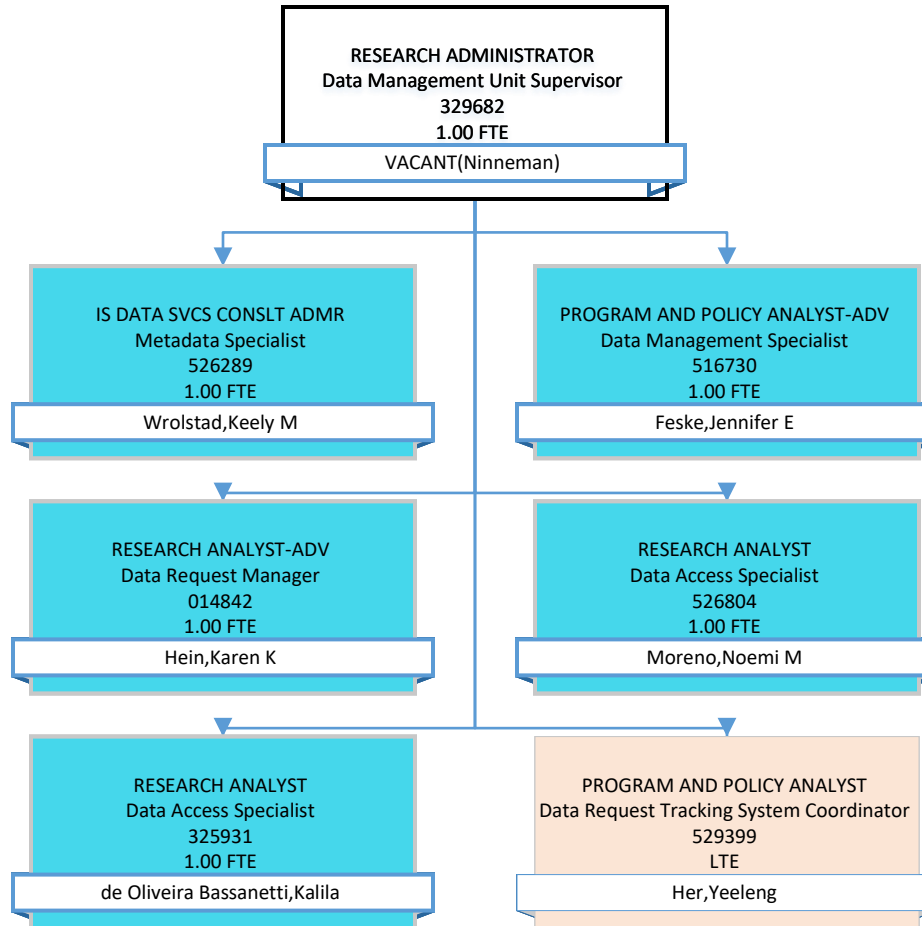 RESEARCH ADMINISTRATOR
Data Management Unit Supervisor
329682
1.00 FTE
VACANT(Ninneman)
IS DATA SVCS CONSLT ADMR
Metadata Specialist
526289
1.00 FTE
Wrolstad,Keely M
PROGRAM AND POLICY ANALYST-ADV
Data Management Specialist
516730
1.00 FTE
Feske,Jennifer E
RESEARCH ANALYST-ADV
Data Request Manager
014842
1.00 FTE
Hein,Karen K
RESEARCH ANALYST
Data Access Specialist
526804
1.00 FTE
Moreno,Noemi M
RESEARCH ANALYST
Data Access Specialist
325931
1.00 FTE
de Oliveira Bassanetti,Kalila
PROGRAM AND POLICY ANALYST
Data Request Tracking System Coordinator
529399
LTE
Her,Yeeleng